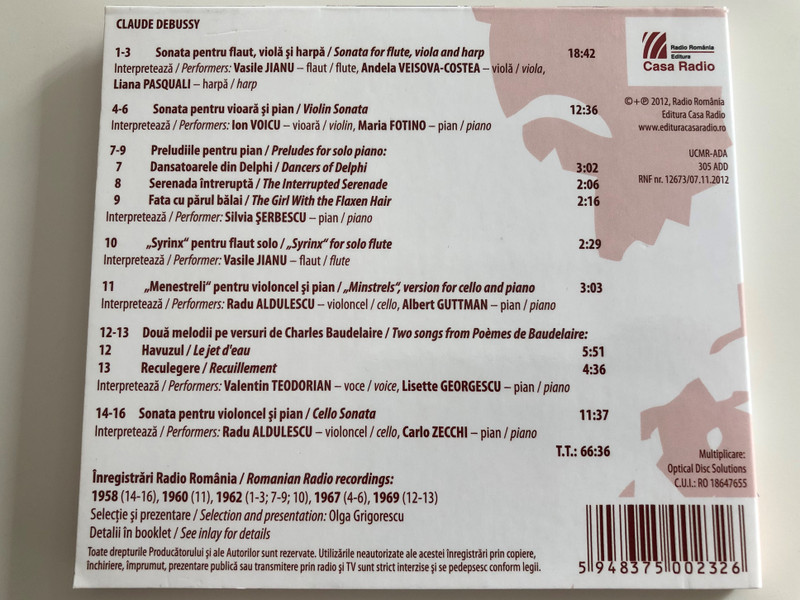 CLAUDE DEBUSSY
1-3 Sonata pentru flaut, violă şi harpă / Sonata for flute, viola and harp 18:42
Interpretează / Performers: Vasile JIANU – flaut / flute, Andela VEISOVA-COSTEA – violă / viola,
Liana PASQUALI – harpă / harp
4-6 Sonata pentru vioară şi pian / Violin Sonata 12:36
Interpretează / Performers: Ion VOICU – vioară / violin, Maria FOTINO – pian / piano
7-9 Preludiile pentru pian / Preludes for solo piano:
7 Dansatoarele din Delphi / Dancers of Delphi 3:02
8 Serenada întreruptă / The Interrupted Serenade 2:06
9 Fata cu părul bălai / The Girl With the Flaxen Hair 2:16
Interpretează / Performer: Silvia ŞERBESCU – pian / piano
10 „Syrinx“ pentru flaut solo / „Syrinx“ for solo flute 2:29
Interpretează / Performer: Vasile JIANU – flaut / flute
11 „Menestreli“ pentru violoncel şi pian / „Minstrels“, version for cello and piano 3:03
Interpretează / Performers: Radu ALDULESCU – violoncel / cello, Albert GUTTMAN – pian / piano
12-13 Două melodii pe versuri de Charles Baudelaire / Two songs from Poèmes de Baudelaire:
12 Havuzul / Le jet d'eau 5:51
13 Reculegere / Recuillement 4:36
Interpretează / Performers: Valentin TEODORIAN – voce / voice, Lisette GEORGESCU – pian / piano
14-16 Sonata pentru violoncel şi pian / Cello Sonata 11:37
Interpretează / Performers: Radu ALDULESCU – violoncel / cello, Carlo ZECCHI – pian / piano
T.T.: 66:36
Înregistrări Radio România / Romanian Radio recordings:
1958 (14-16), 1960 (11), 1962 (1-3; 7-9; 10), 1967 (4-6), 1969 (12-13)
Selecţie şi prezentare / Selection and presentation: Olga Grigorescu
Detalii în booklet / See inlay for details
Toate drepturile Producătorului şi ale Autorilor sunt rezervate. Utilizările neautorizate ale acestei înregistrări prin copiere,
închiriere, împrumut, prezentare publică sau transmitere prin radio şi TV sunt strict interzise şi se pedepsesc conform legii.
Radio România
Editura
Casa Radio
©+℗ 2012, Radio România
Editura Casa Radio
www.edituracasaradio.ro
UCMR-ADA
305 ADD
RNF nr. 12673/07.11.2012
Multiplicare:
Optical Disc Solutions
C.U.I.: RO 18647655
5 948375 002326